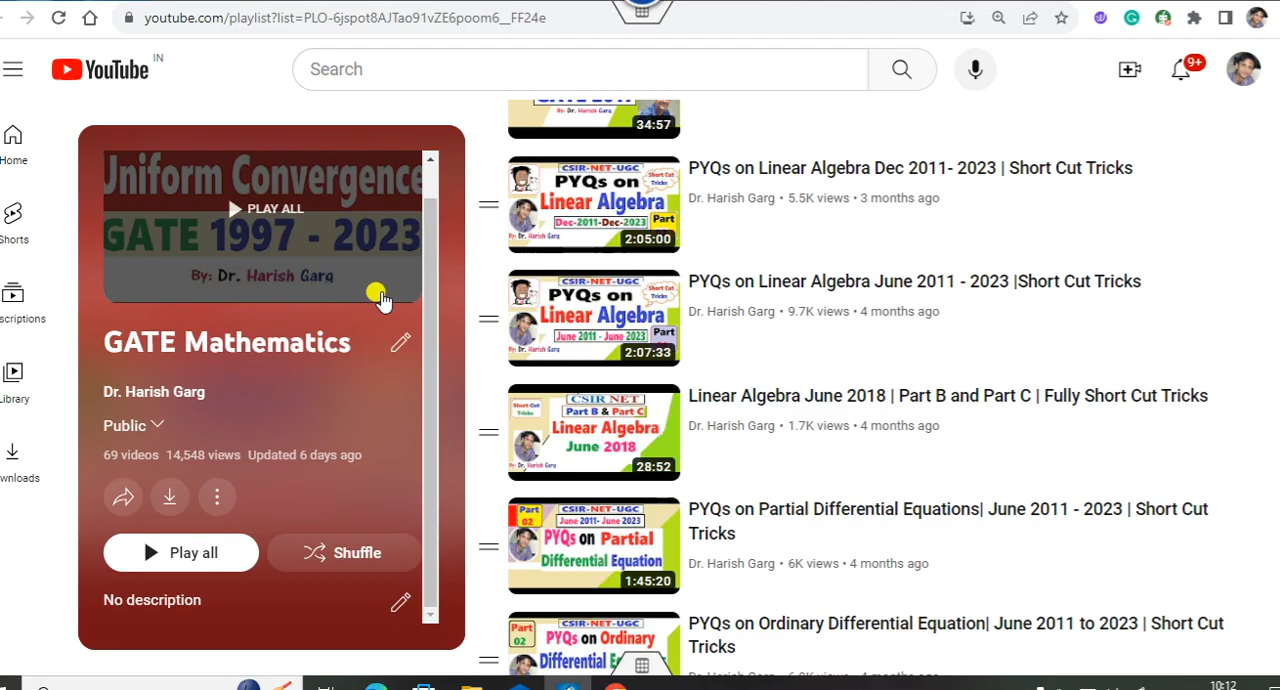 youtube.com/playlist?list=PLO-6jspot8AJTao91vZE6poom6__FF24e
YouTube IN
Search
9+
Home
Shorts
scriptions
Library
wnloads
Uniform Convergence
PLAY ALL
GATE 1997 - 2023
By: Dr. Harish Garg
GATE Mathematics
Dr. Harish Garg
Public
69 videos 14,548 views Updated 6 days ago
Play all
Shuffle
No description
By: Dr. Harish Garg
34:57
CSIR-NET-UGC
PYQs on
Short Cut
Tricks
Linear Algebra
Dec-2011-Dec-2023
Part
By: Dr. Harish Garg
2:05:00
PYQs on Linear Algebra Dec 2011- 2023 | Short Cut Tricks
Dr. Harish Garg • 5.5K views • 3 months ago
CSIR-NET-UGC
PYQs on
Short Cut
Tricks
Linear Algebra
June 2011 - June 2023
Part
By: Dr. Harish Garg
2:07:33
PYQs on Linear Algebra June 2011 - 2023 |Short Cut Tricks
Dr. Harish Garg • 9.7K views • 4 months ago
CSIR NET
Short-Cut
Tricks
Part B & Part C
Linear Algebra
June 2018
By: Dr. Harish Garg
28:52
Linear Algebra June 2018 | Part B and Part C | Fully Short Cut Tricks
Dr. Harish Garg • 1.7K views • 4 months ago
Part
02
CSIR-NET-UGC
June 2011- June 2023
PYQs on Partial
Differential Equation
1:45:20
PYQs on Partial Differential Equations| June 2011 - 2023 | Short Cut
Tricks
Dr. Harish Garg • 6K views • 4 months ago
Part
02
CSIR-NET-UGC
PYQs on Ordinary
Differential
PYQs on Ordinary Differential Equation| June 2011 to 2023 | Short Cut
Tricks
10:12